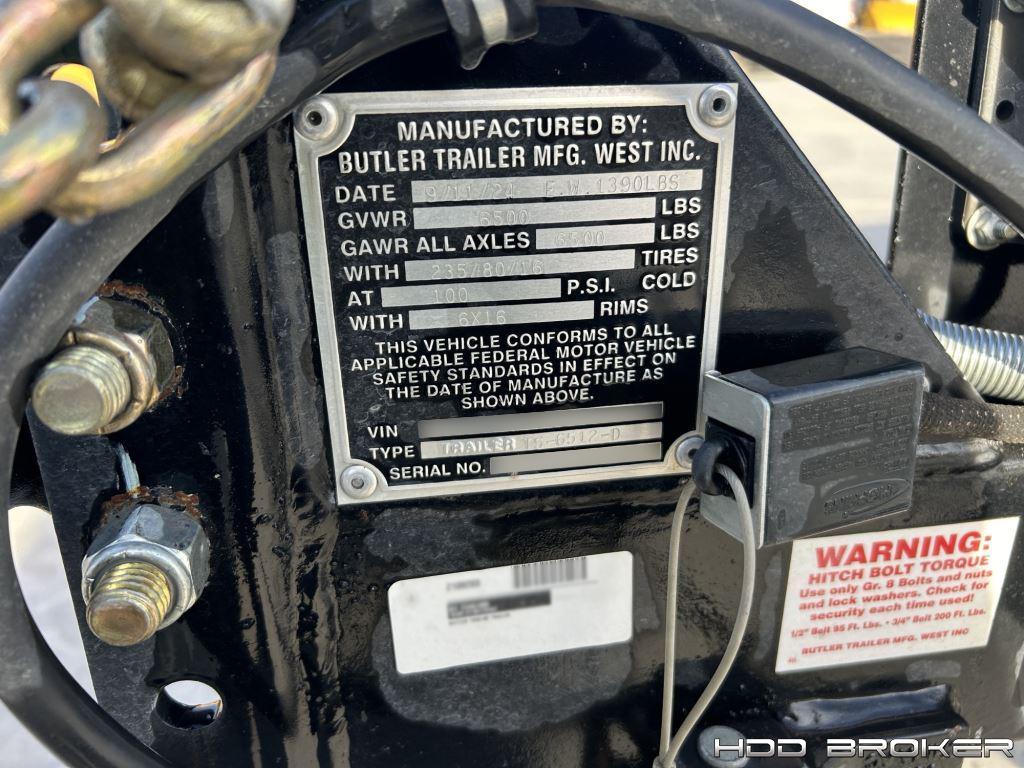 MANUFACTURED BY:
BUTLER TRAILER MFG. WEST INC.
DATE 9/11/24 E.W. 1390LBS
GVWR 6500 LBS
GAWR ALL AXLES 6500 LBS
WITH 235/80/16 TIRES
AT 100 P.S.I. COLD
WITH 6X16 RIMS
THIS VEHICLE CONFORMS TO ALL
APPLICABLE FEDERAL MOTOR VEHICLE
SAFETY STANDARDS IN EFFECT ON
THE DATE OF MANUFACTURE AS
SHOWN ABOVE.
VIN
TYPE TRAILER TS-6512-D
SERIAL NO.
WARNING:
HITCH BOLT TORQUE
Use only Gr. 8 Bolts and nuts
and lock washers. Check for
security each time used!
1/2" Bolt 95 Ft. Lbs. • 3/4" Bolt 200 Ft. Lbs.
BUTLER TRAILER MFG. WEST INC
HDD BROKER